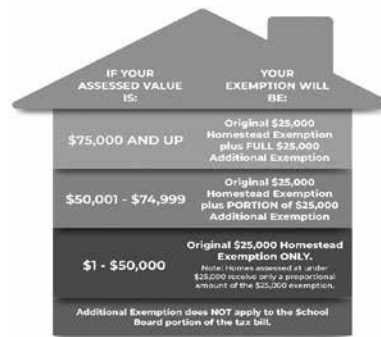 IF YOUR
ASSESSED VALUE
IS:
YOUR
EXEMPTION WILL
BE:
$75,000 AND UP
Original $25,000
Homestead Exemption
plus FULL $25,000
Additional Exemption
$50,001 - $74,999
Original $25,000
Homestead Exemption
plus PORTION of $25,000
Additional Exemption
$1 - $50,000
Original $25,000 Homestead
Exemption ONLY.
Note: Homes assessed at under
$25,000 receive only a proportional
amount of the $25,000 exemption.
Additional Exemption does NOT apply to the School
Board portion of the tax bill.